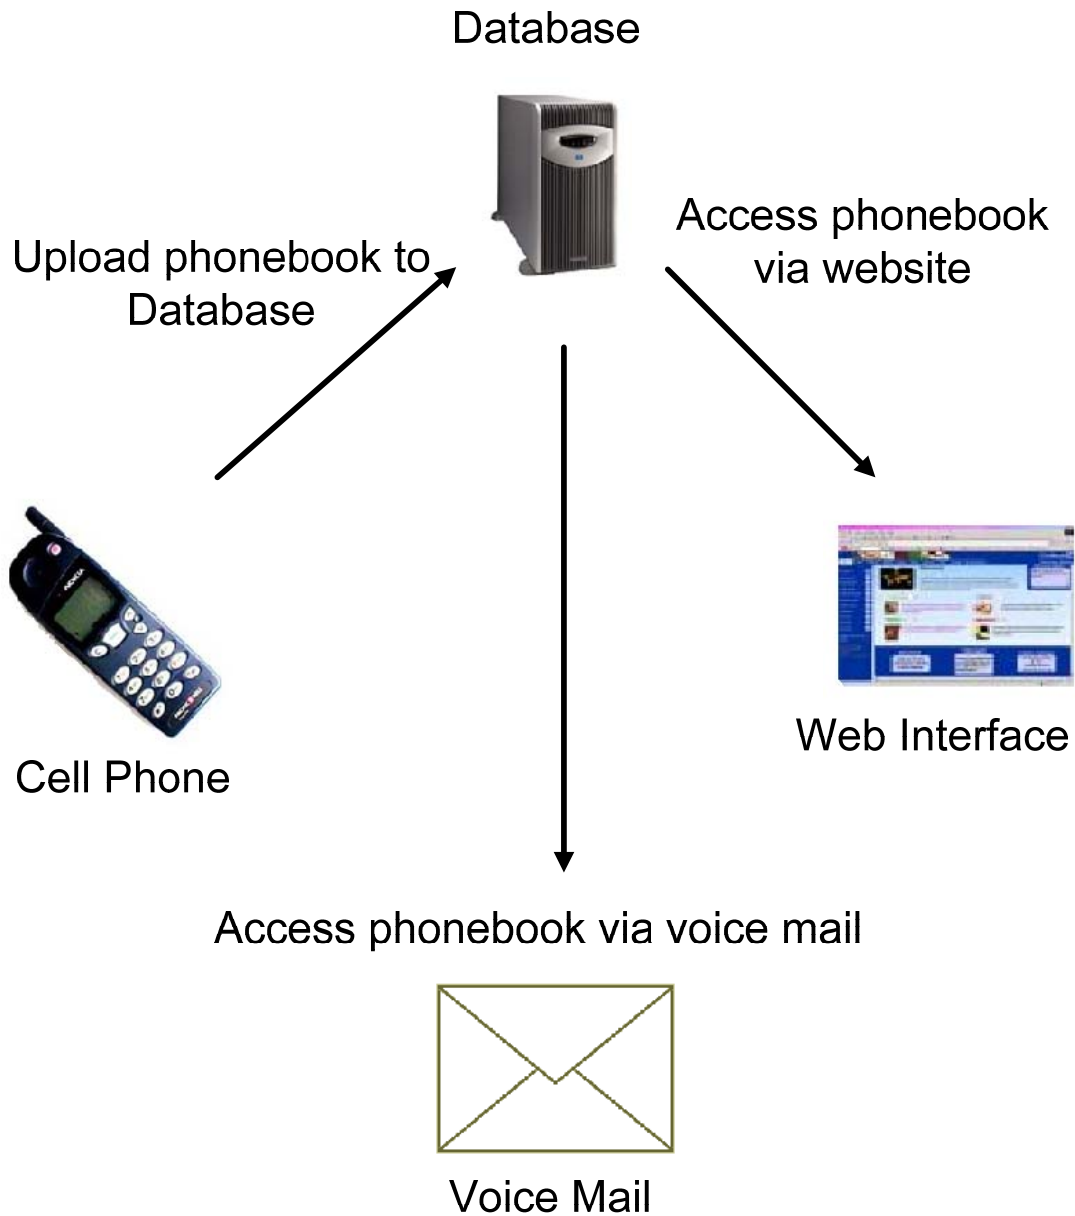 Database
Access phonebook
via website
Upload phonebook to
Database
NOKIA
Web Interface
Cell Phone
Access phonebook via voice mail
Voice Mail